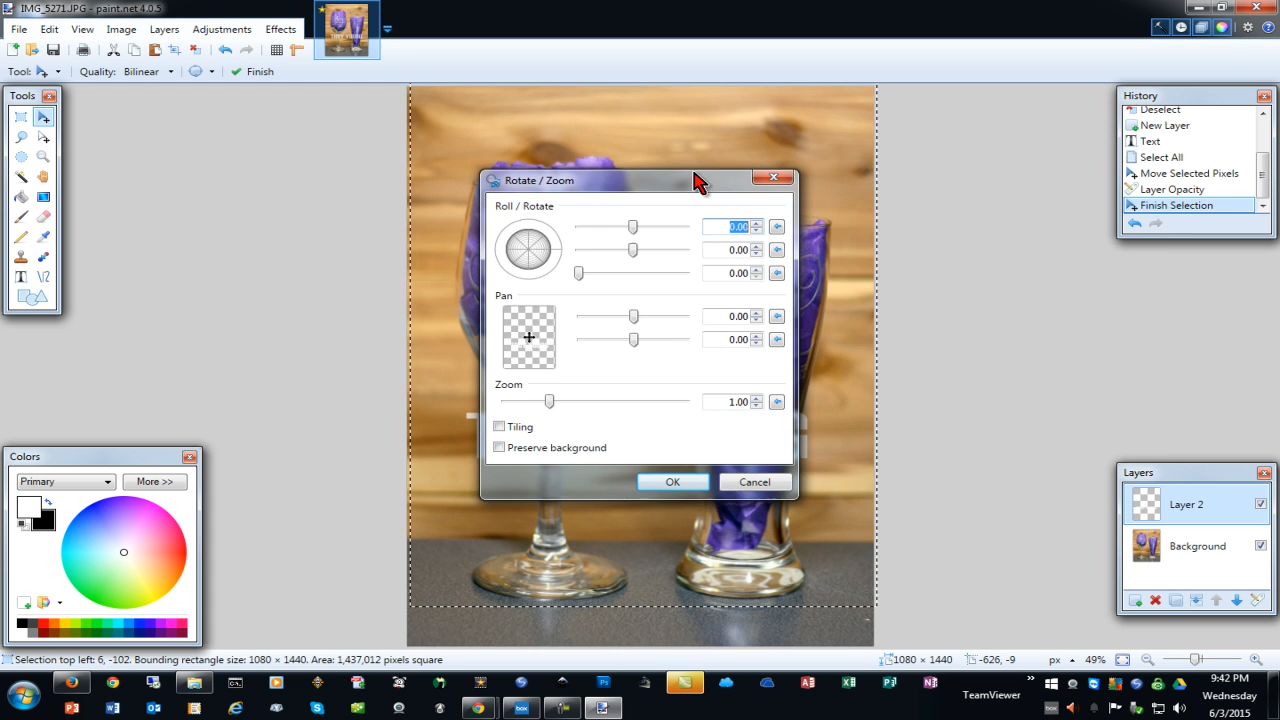 IMG_5271.JPG - paint.net 4.0.5
File Edit View Image Layers Adjustments Effects
Tool: Quality: Bilinear Finish
Tools
History
Deselect
New Layer
Text
Select All
Move Selected Pixels
Layer Opacity
Finish Selection
Rotate / Zoom
Roll / Rotate
0.00
0.00
0.00
Pan
0.00
0.00
Zoom
1.00
Tiling
Preserve background
OK Cancel
Colors
Primary More >>
Layers
Layer 2
Background
Selection top left: 6, -102. Bounding rectangle size: 1080 × 1440. Area: 1,437,012 pixels square
1080 × 1440 -626, -9 px 49%
TeamViewer
9:42 PM
Wednesday
6/3/2015
box
box